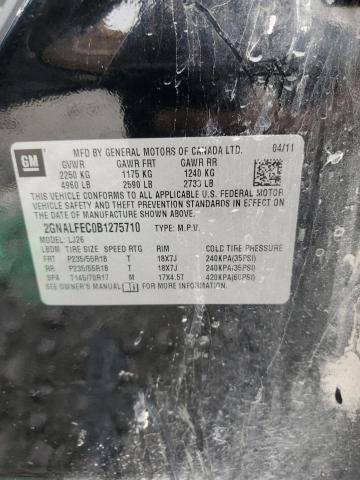 GM
MFD BY GENERAL MOTORS OF CANADA LTD. 04/11
GVWR GAWR FRT GAWR RR
2250 KG 1175 KG 1240 KG
4960 LB 2590 LB 2733 LB
THIS VEHICLE CONFORMS TO ALL APPLICABLE U.S. FEDERAL MOTOR
VEHICLE SAFETY AND THEFT PREVENTION STANDARDS IN EFFECT ON
THE DATE OF MANUFACTURE SHOWN ABOVE.
2GNALFEC0B1275710 TYPE: M.P.V.
LBDM LJ26
TIRE SIZE SPEED RTG RIM COLD TIRE PRESSURE
FRT P235/55R18 T 18X7J 240KPA(35PSI)
RR P235/55R18 T 18X7J 240KPA(35PSI)
SPA T145/70R17 M 17X4.5T 420KPA(60PSI)
SEE OWNER'S MANUAL FOR MORE INFORMATION.